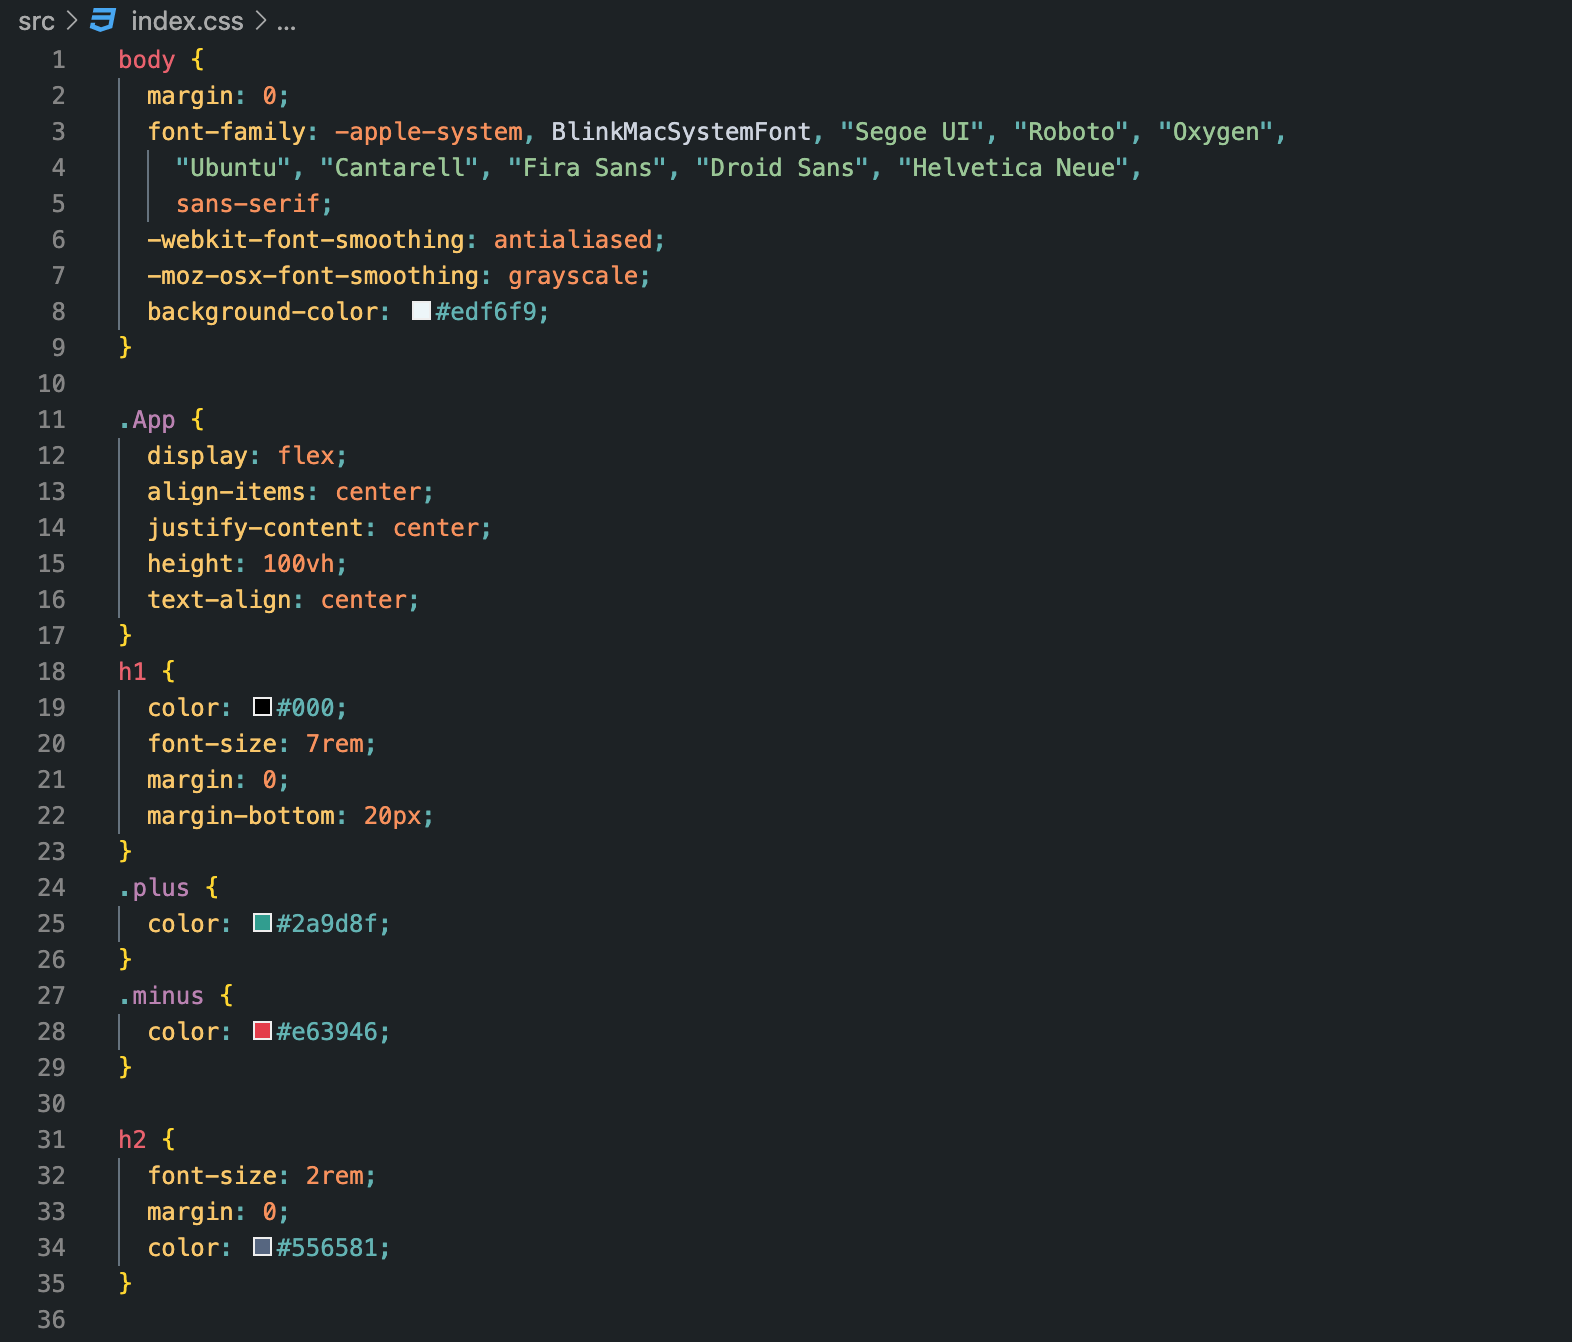 src > index.css > ...
1 body {
2   margin: 0;
3   font-family: -apple-system, BlinkMacSystemFont, "Segoe UI", "Roboto", "Oxygen",
4     "Ubuntu", "Cantarell", "Fira Sans", "Droid Sans", "Helvetica Neue",
5     sans-serif;
6   -webkit-font-smoothing: antialiased;
7   -moz-osx-font-smoothing: grayscale;
8   background-color: #edf6f9;
9 }
10
11 .App {
12   display: flex;
13   align-items: center;
14   justify-content: center;
15   height: 100vh;
16   text-align: center;
17 }
18 h1 {
19   color: #000;
20   font-size: 7rem;
21   margin: 0;
22   margin-bottom: 20px;
23 }
24 .plus {
25   color: #2a9d8f;
26 }
27 .minus {
28   color: #e63946;
29 }
30
31 h2 {
32   font-size: 2rem;
33   margin: 0;
34   color: #556581;
35 }
36